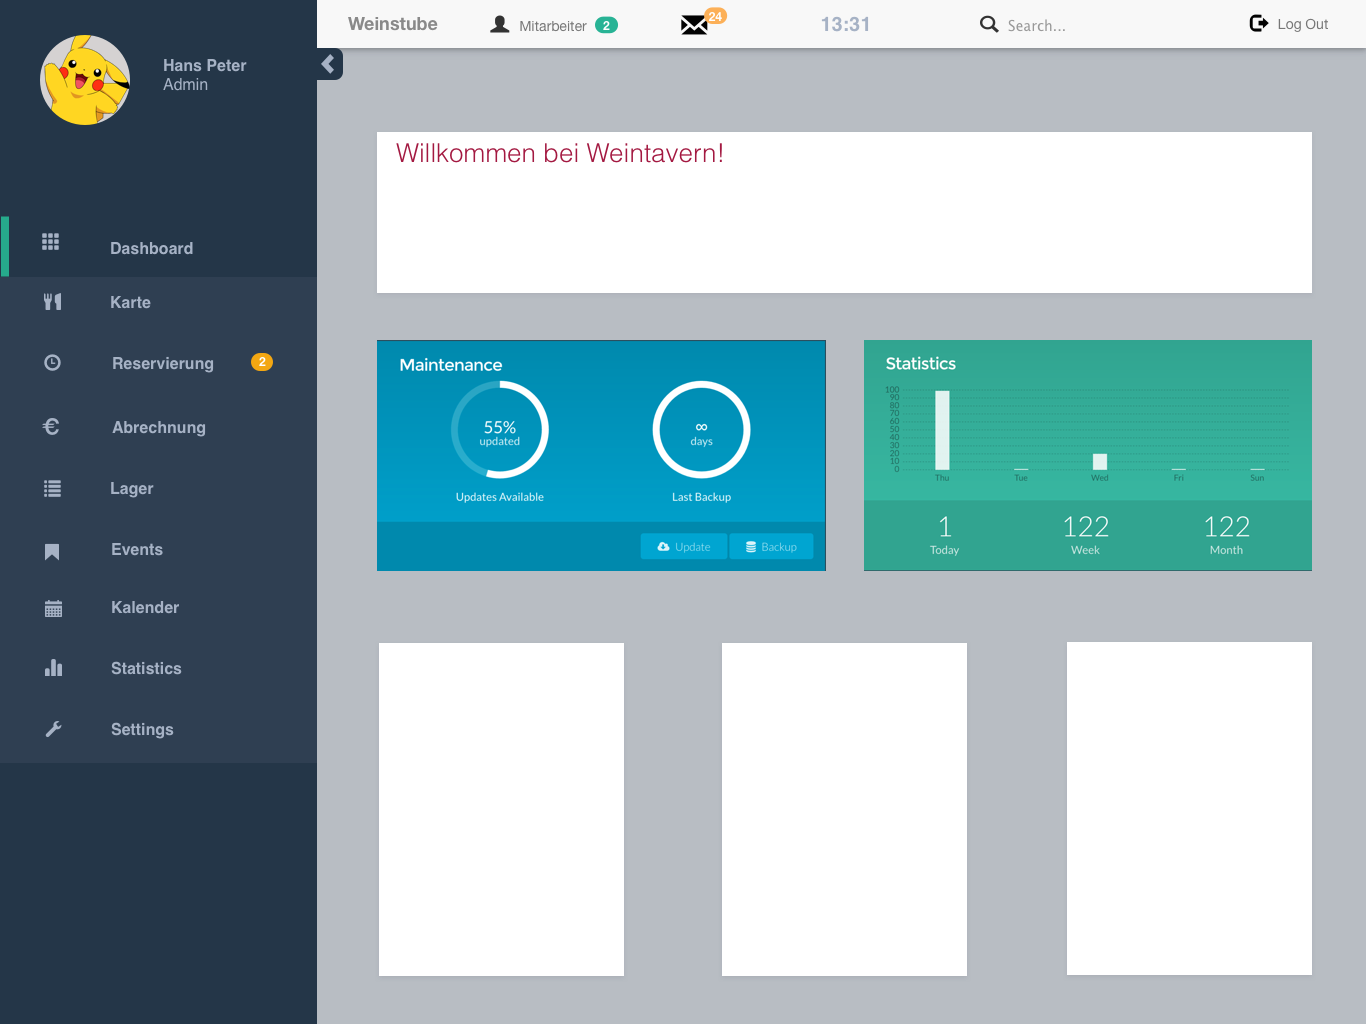 Weinstube
Mitarbeiter 2
24
13:31
Search...
Log Out
Hans Peter
Admin
Dashboard
Karte
Reservierung 2
Abrechnung
Lager
Events
Kalender
Statistics
Settings
Willkommen bei Weintavern!
Maintenance
55%
updated
Updates Available
∞
days
Last Backup
Update
Backup
Statistics
100
90
80
70
60
50
40
30
20
10
0
Thu Tue Wed Fri Sun
1 122 122
Today Week Month